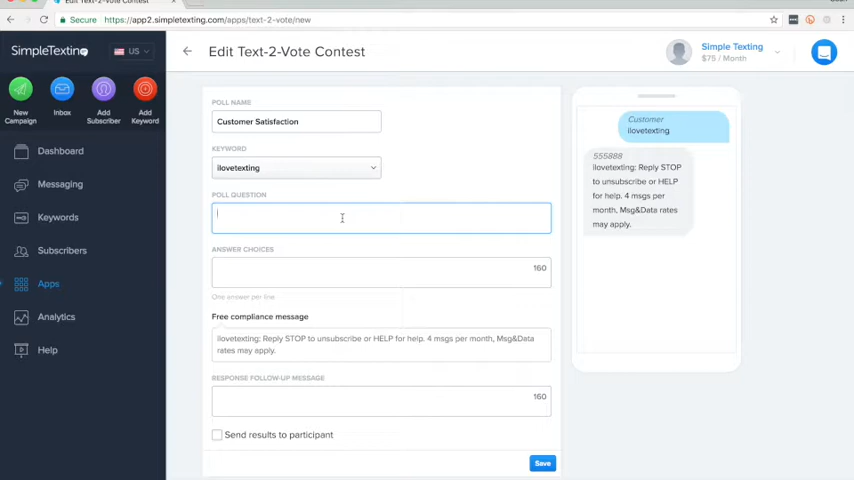 Secure https://app2.simpletexting.com/apps/text-2-vote/new
SimpleTexting
US
Edit Text-2-Vote Contest
Simple Texting
$75 / Month
New
Campaign
Inbox
Add
Subscriber
Add
Keyword
Dashboard
Messaging
Keywords
Subscribers
Apps
Analytics
Help
POLL NAME
Customer Satisfaction
KEYWORD
ilovetexting
POLL QUESTION
ANSWER CHOICES
160
One answer per line
Free compliance message
ilovetexting: Reply STOP to unsubscribe or HELP for help. 4 msgs per month, Msg&Data
rates may apply.
RESPONSE FOLLOW-UP MESSAGE
160
Send results to participant
Save
Customer
ilovetexting
555888
ilovetexting: Reply STOP
to unsubscribe or HELP
for help. 4 msgs per
month, Msg&Data rates
may apply.